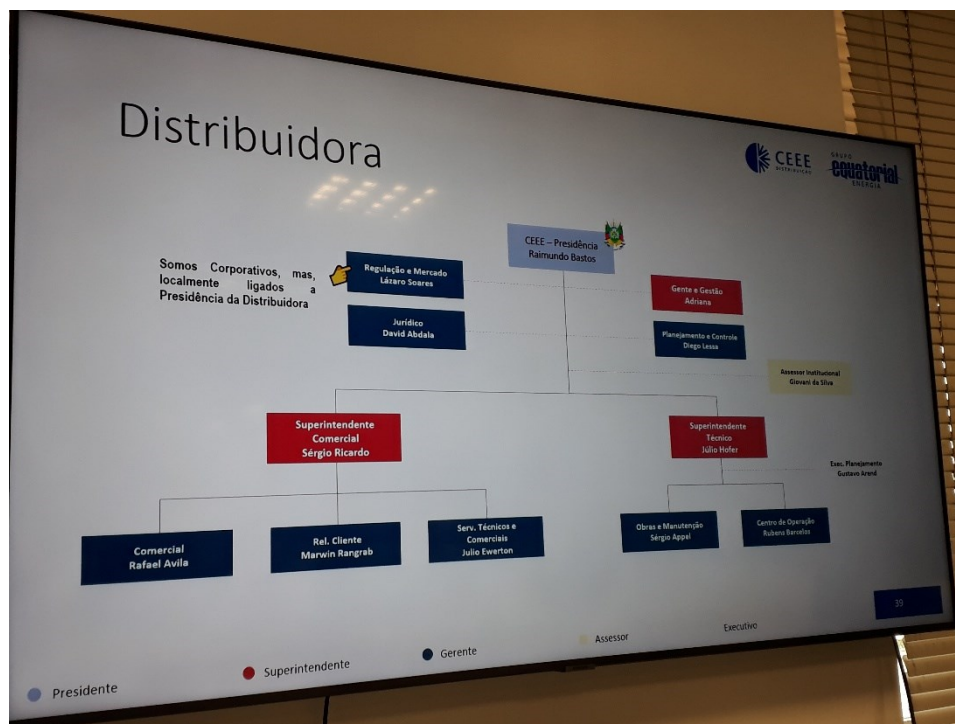 Distribuidora
CEEE
DISTRIBUIÇÃO
GRUPO
equatorial
ENERGIA
CEEE – Presidência
Raimundo Bastos
Somos Corporativos, mas,
localmente ligados a
Presidência da Distribuidora
Regulação e Mercado
Lázaro Soares
Gente e Gestão
Adriana
Jurídico
David Abdala
Planejamento e Controle
Diego Lessa
Assessor Institucional
Giovani da Silva
Superintendente
Comercial
Sérgio Ricardo
Superintendente
Técnico
Júlio Hofer
Exec. Planejamento
Gustavo Arend
Comercial
Rafael Avila
Rel. Cliente
Marwin Rangrab
Serv. Técnicos e
Comerciais
Julio Ewerton
Obras e Manutenção
Sérgio Appel
Centro de Operação
Rubens Barcelos
39
Presidente
Superintendente
Gerente
Assessor
Executivo